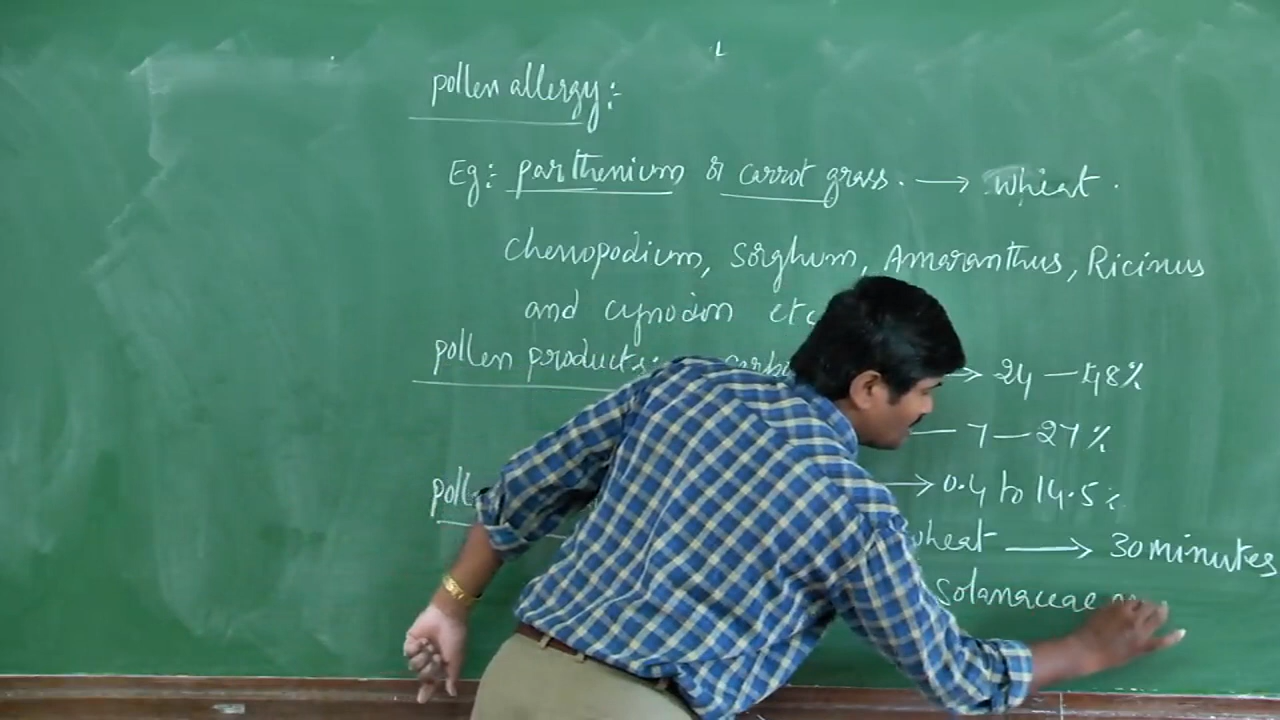 pollen allergy:-
Eg:- parthenium & carrot grass. → wheat.
Chenopodium, Sorghum, Amaranthus, Ricinus
and cynodon etc
pollen products: → 24 — 48%
— 7 — 27%
→ 0.4 to 14.5%
wheat → 30 minutes
Solanaceae